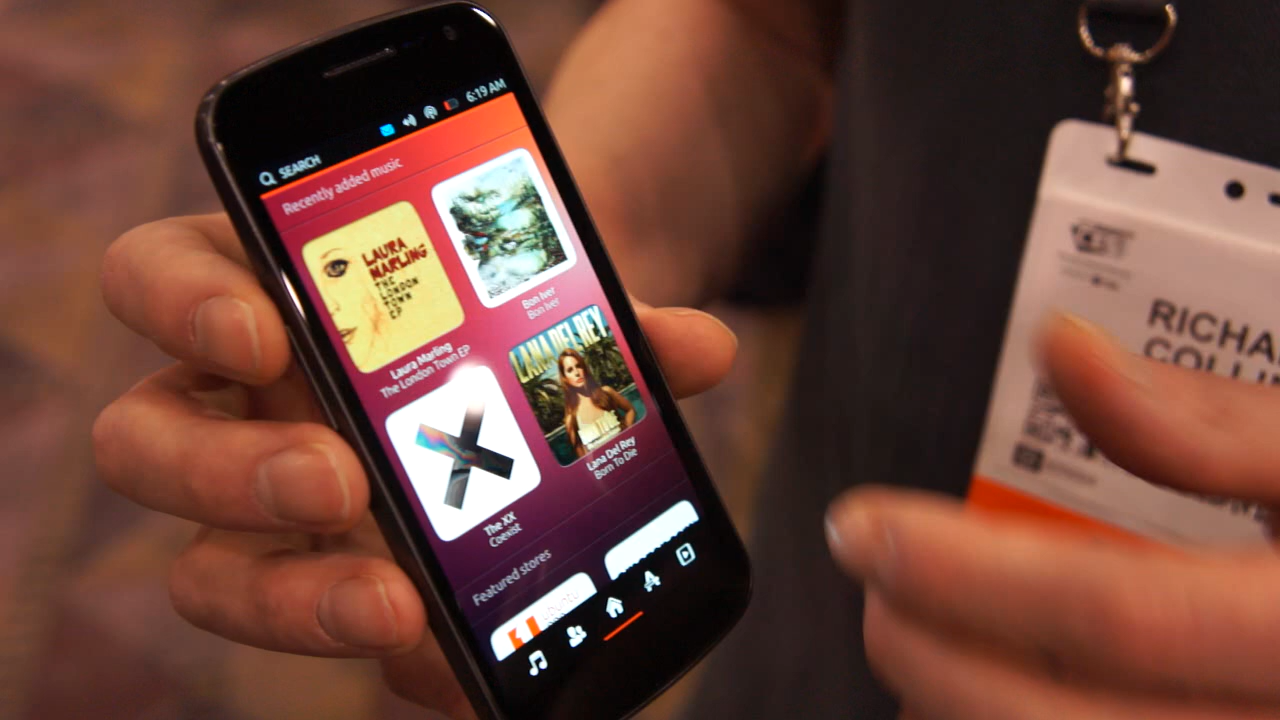 6:19 AM
SEARCH
Recently added music
LAURA
MARLING
THE
LONDON
TOWN
EP
Laura Marling
The London Town EP
Bon Iver
Bon Iver
LANA DEL REY
Lana Del Rey
Born To Die
The XX
Coexist
Featured stores
RICHA
COLLI